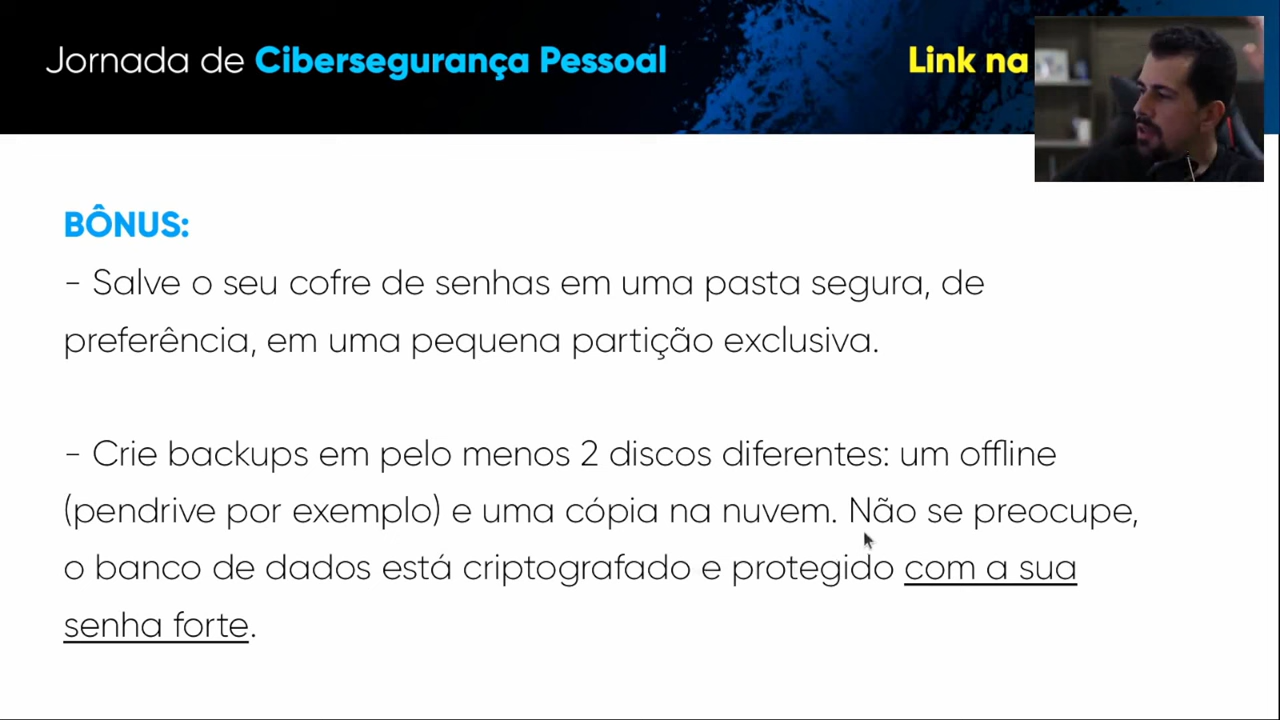 Jornada de Cibersegurança Pessoal
Link na
BÔNUS:
- Salve o seu cofre de senhas em uma pasta segura, de
preferência, em uma pequena partição exclusiva.
- Crie backups em pelo menos 2 discos diferentes: um offline
(pendrive por exemplo) e uma cópia na nuvem. Não se preocupe,
o banco de dados está criptografado e protegido com a sua
senha forte.